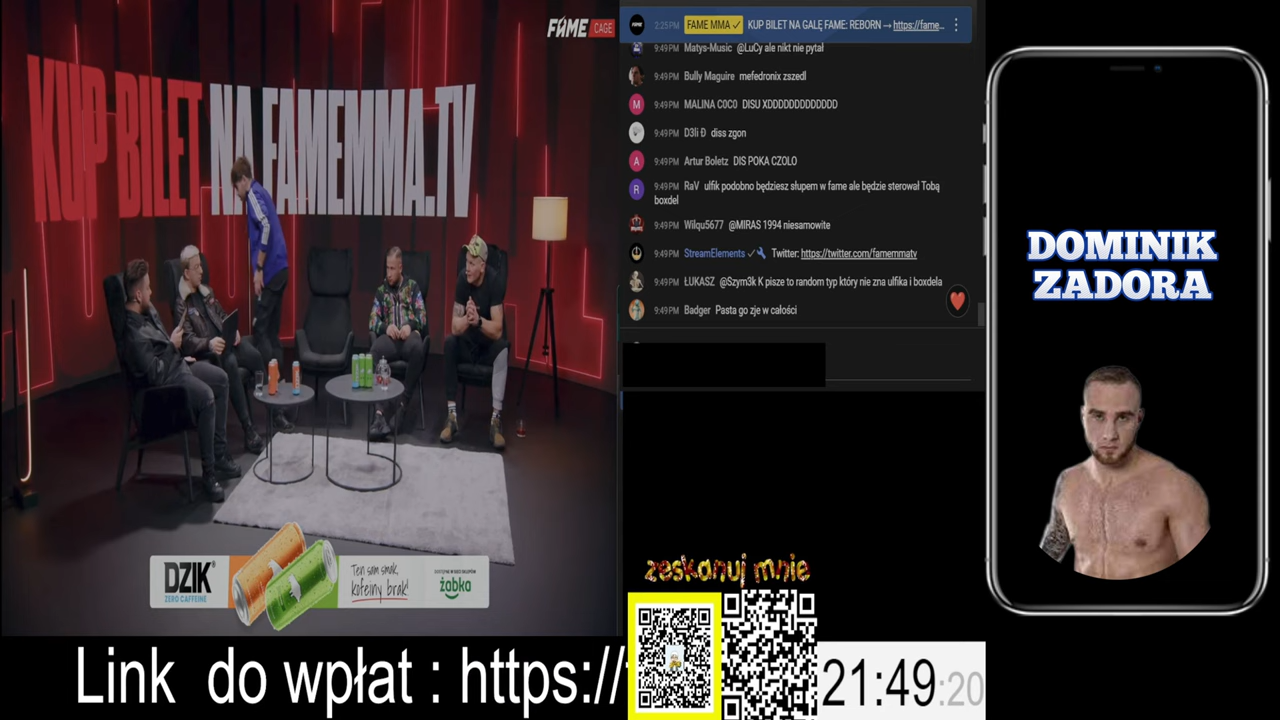 FAME CAGE
KUP BILET NA FAMEMMA.TV
DZIK®
ZERO CAFFEINE
Ten sam smak,
kofeiny brak!
DOSTĘPNE W SIECI SKLEPÓW
żabka
2:25PM FAME MMA ✓ KUP BILET NA GALĘ FAME: REBORN → https://fame...
9:49PM Matys-Music @LuCy ale nikt nie pytał
9:49PM Bully Maguire mefedronix zszedl
M 9:49PM MALINA C0C0 DISU XDDDDDDDDDDDDD
9:49PM D3li Đ diss zgon
A 9:49PM Artur Boletz DIS POKA CZOLO
R 9:49PM RaV ulfik podobno będziesz słupem w fame ale będzie sterował Tobą
boxdel
9:49PM Wilqu5677 @MIRAS 1994 niesamowite
9:49PM StreamElements ✓ Twitter: https://twitter.com/famemmatv
9:49PM ŁUKASZ @Szym3k K pisze to random typ który nie zna ulfika i boxdela
9:49PM Badger Pasta go zje w całości
zeskanuj mnie
DOMINIK
ZADORA
Link do wpłat : https://
21:49:20